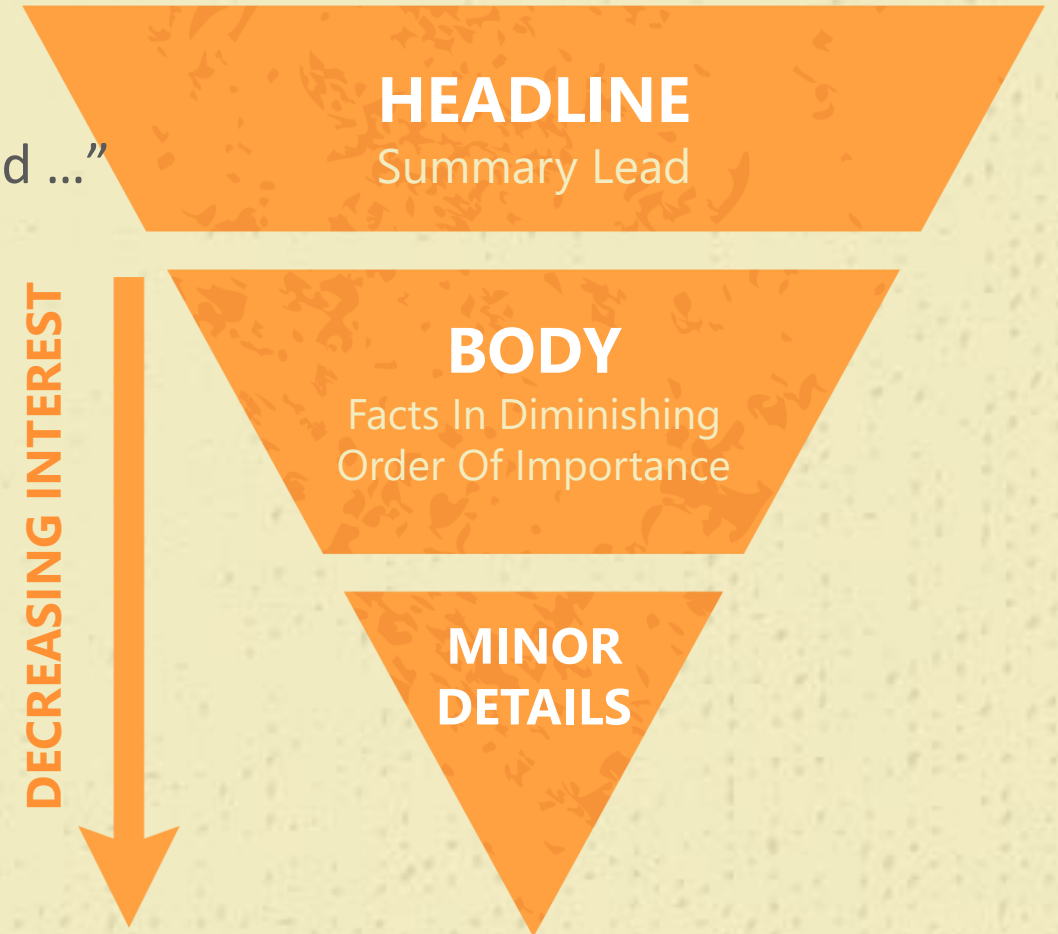 HEADLINE
Summary Lead
d ...”
BODY
Facts In Diminishing
Order Of Importance
MINOR
DETAILS
DECREASING INTEREST